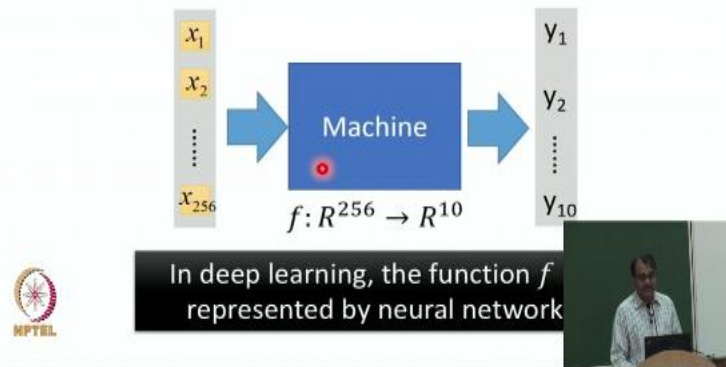 x₁
x₂
......
x₂₅₆
Machine
f: R²⁵⁶ → R¹⁰
y₁
y₂
......
y₁₀
In deep learning, the function f
represented by neural network
NPTEL